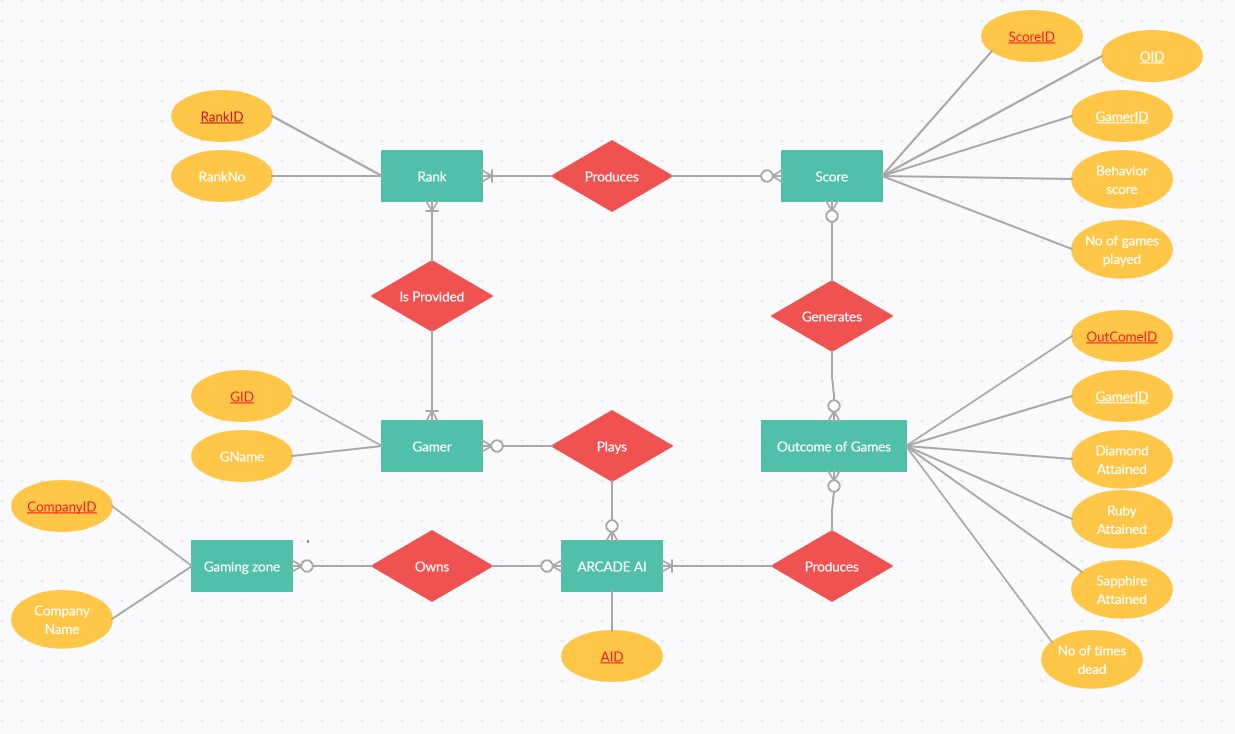 ScoreID
OID
RankID
GamerID
RankNo
Rank
Produces
Score
Behavior
score
No of games
played
Is Provided
Generates
OutComeID
GID
GamerID
GName
Gamer
Plays
Outcome of Games
Diamond
Attained
CompanyID
Ruby
Attained
Gaming zone
Owns
ARCADE AI
Produces
Sapphire
Attained
Company
Name
AID
No of times
dead